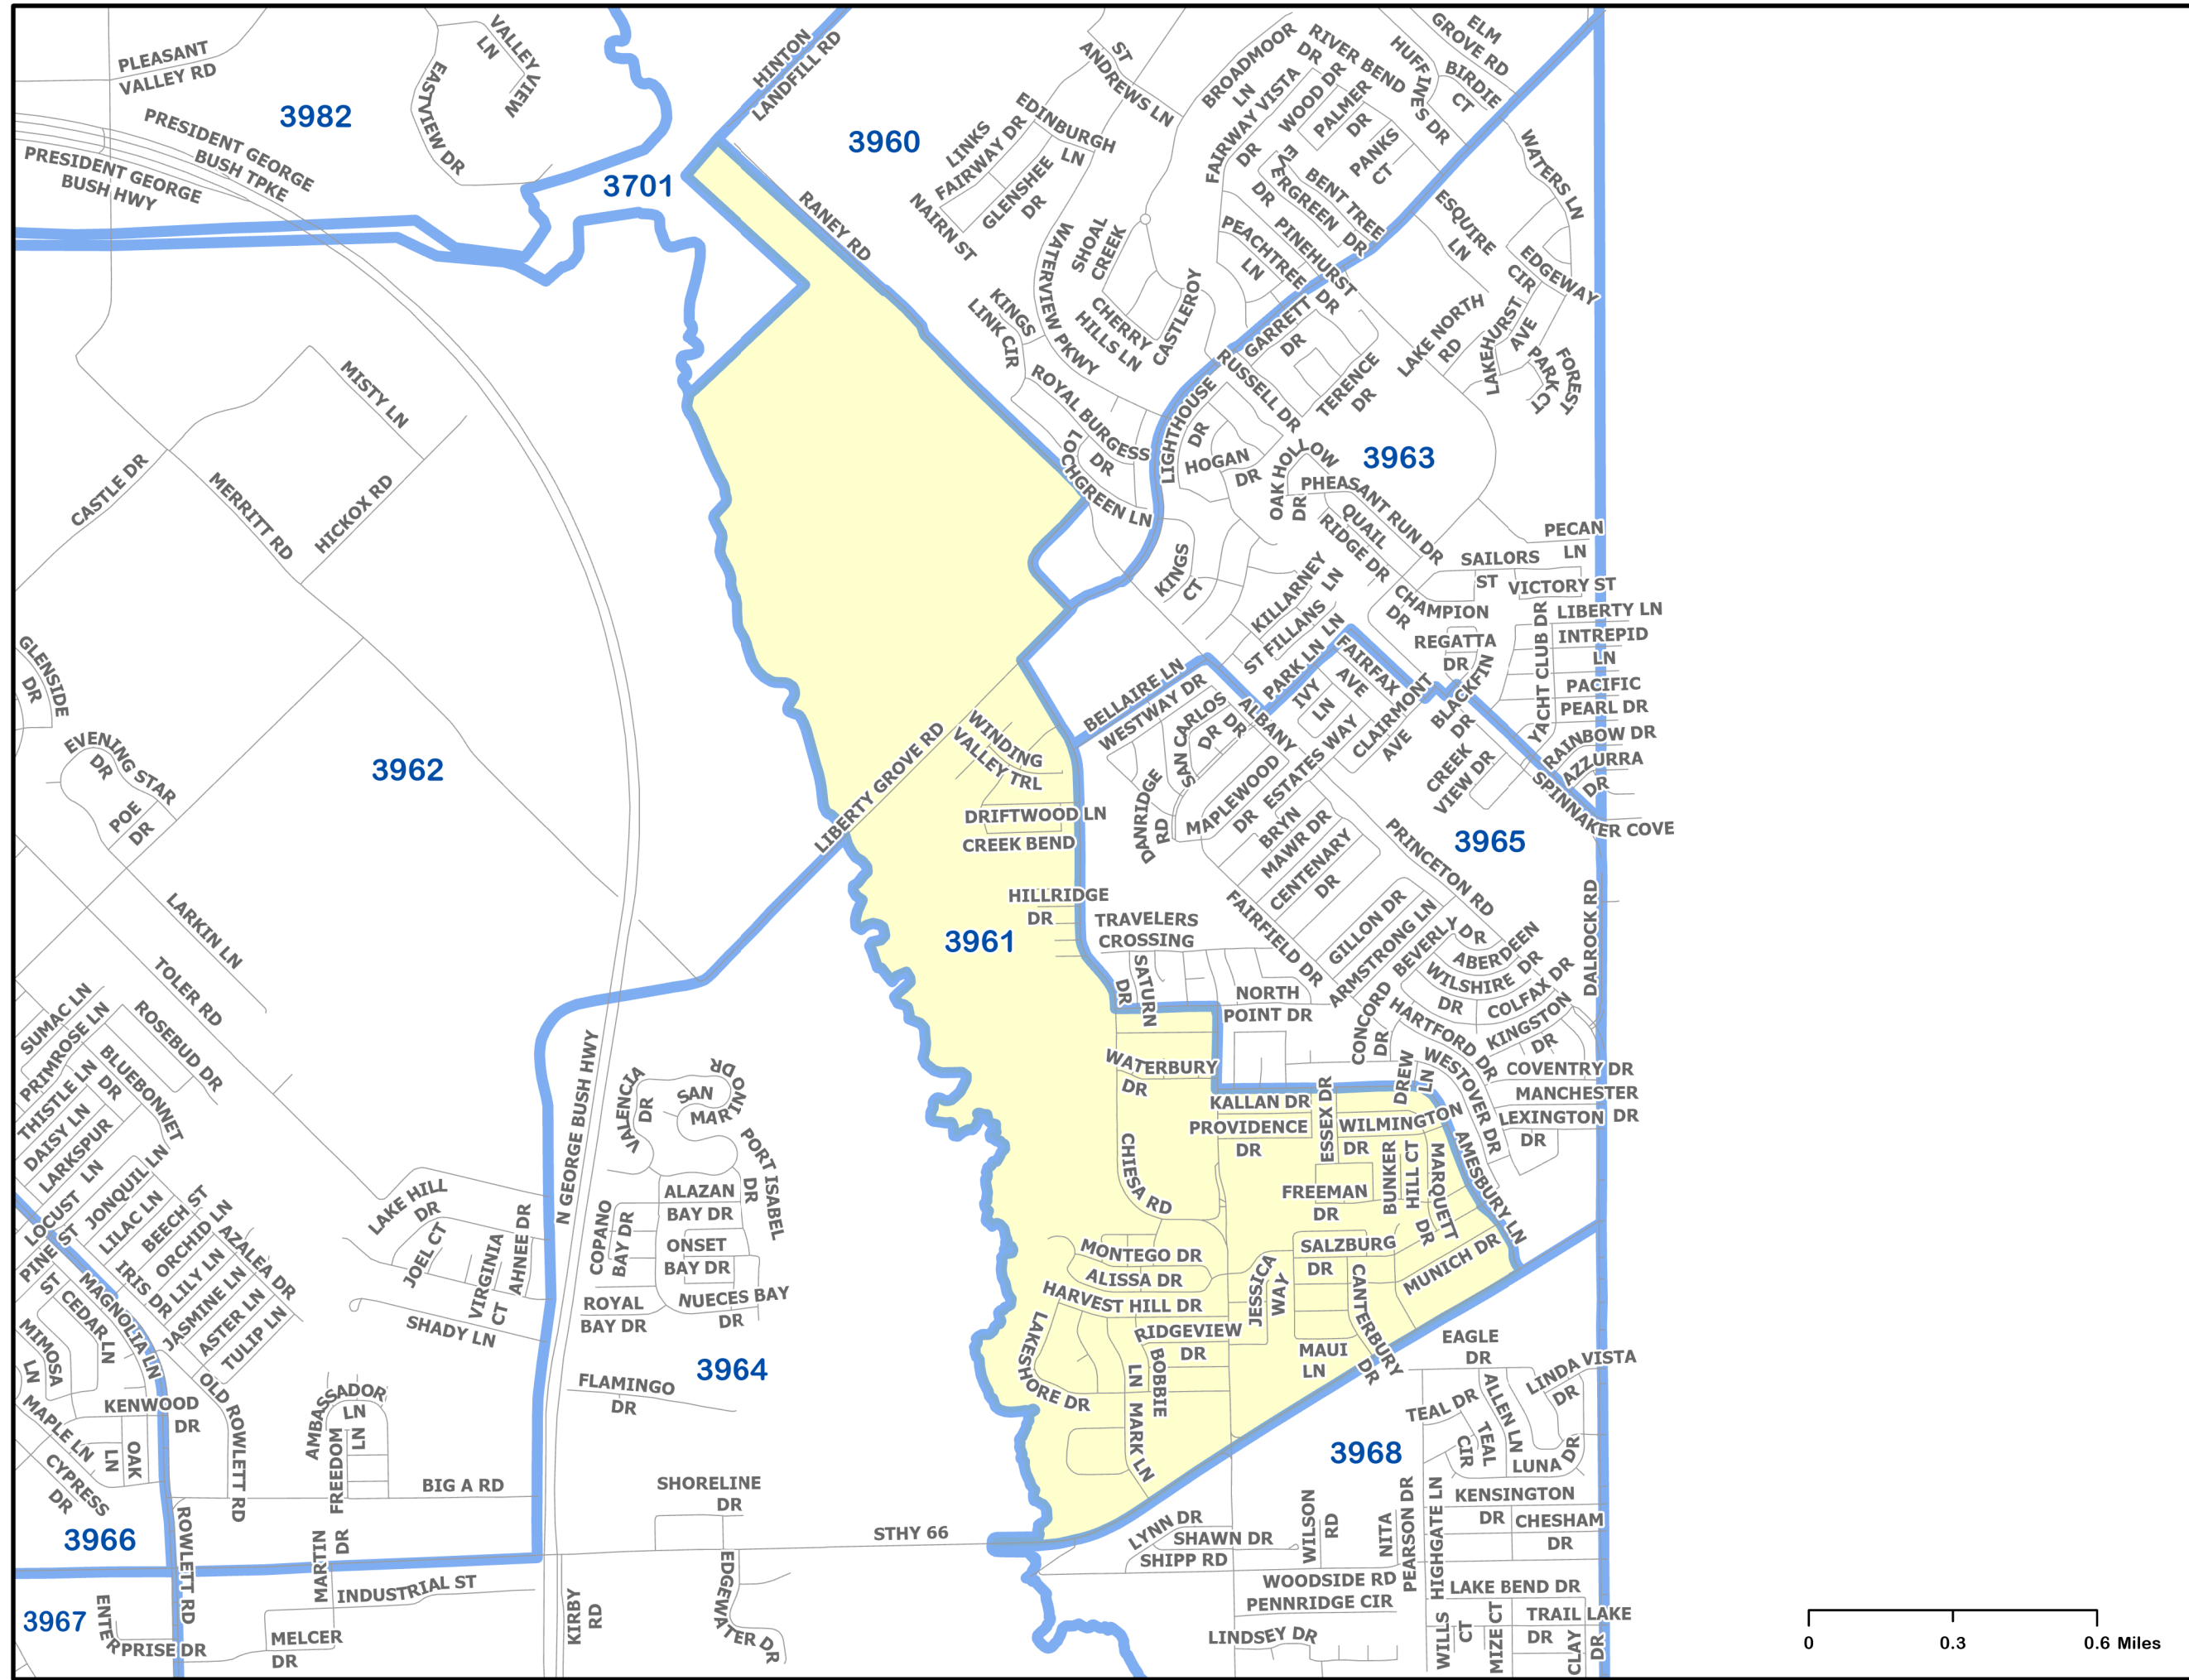 PLEASANT
VALLEY RD
VALLEY VIEW
LN
EASTVIEW DR
3982
PRESIDENT GEORGE
BUSH TPKE
PRESIDENT GEORGE
BUSH HWY
HINTON
LANDFILL RD
3960
3701
RANEY RD
LINKS
FAIRWAY DR
EDINBURGH
LN
GLENSHEE
DR
NAIRN ST
ST
ANDREWS LN
SHOAL
CREEK
WATERVIEW PKWY
KINGS
LINK CIR
CHERRY
HILLS LN
CASTLEROY
ROYAL BURGESS
DR
LOCHGREEN LN
BROADMOOR
LN
RIVER BEND
DR
FAIRWAY VISTA
DR
WOOD DR
PALMER
DR
PANKS
CT
EVERGREEN
DR
BENT TREE
DR
PEACHTREE
LN
PINEHURST
DR
HUFFINES DR
ELM
GROVE RD
BIRDIE
CT
WATERS LN
ESQUIRE
LN
EDGEWAY
CIR
LAKE NORTH
RD
LAKEHURST
AVE
FOREST
PARK CT
GARRETT
DR
RUSSELL DR
TERENCE
DR
LIGHTHOUSE
DR
HOGAN
DR
OAK HOLLOW
DR
3963
PHEASANT RUN DR
QUAIL
RIDGE DR
PECAN
LN
SAILORS
ST
VICTORY ST
CHAMPION
DR
LIBERTY LN
INTREPID
LN
REGATTA
DR
YACHT CLUB DR
PACIFIC
PEARL DR
BLACKFIN
DR
RAINBOW DR
AZZURRA
DR
SPINNAKER COVE
KINGS
CT
KILLARNEY
LN
ST FILLANS
LN
PARK LN
FAIRFAX
AVE
IVY
LN
CLAIRMONT
AVE
CREEK
VIEW DR
BELLAIRE LN
WESTWAY DR
SAN CARLOS
DR
ALBANY
DR
ESTATES WAY
MAPLEWOOD
DR
DANRIDGE
RD
BRYN
MAWR DR
CENTENARY
DR
3965
PRINCETON RD
FAIRFIELD DR
GILLON DR
ARMSTRONG LN
BEVERLY DR
ABERDEEN
DR
WILSHIRE
DR
COLFAX DR
KINGSTON
DR
CONCORD
DR
HARTFORD DR
DALROCK RD
COVENTRY DR
MANCHESTER
DR
LEXINGTON
DR
WESTOVER DR
MISTY LN
CASTLE DR
MERRITT RD
HICKOX RD
GLENSIDE
DR
EVENING STAR
DR
POE
DR
3962
LARKIN LN
TOLER RD
LIBERTY GROVE RD
WINDING
VALLEY TRL
DRIFTWOOD LN
CREEK BEND
HILLRIDGE
DR
3961
TRAVELERS
CROSSING
SATURN
DR
NORTH
POINT DR
WATERBURY
DR
KALLAN DR
PROVIDENCE
DR
ESSEX DR
DREW
LN
WILMINGTON
DR
BUNKER
HILL CT
MARQUETT
DR
AMESBURY LN
FREEMAN
DR
CHIESA RD
MONTEGO DR
ALISSA DR
HARVEST HILL DR
SALZBURG
DR
MUNICH DR
JESSICA
WAY
CANTERBURY
DR
MAUI
LN
RIDGEVIEW
DR
LAKESHORE DR
BOBBIE
LN
MARK LN
SUMAC LN
PRIMROSE LN
THISTLE LN
DAISY LN
LARKSPUR
LN
BLUEBONNET
DR
ROSEBUD DR
LOCUST
ST
PINE
ST
JONQUIL LN
LILAC LN
BEECH ST
ORCHID LN
IRIS DR
LILY LN
AZALEA DR
JASMINE LN
ASTER LN
TULIP LN
MAGNOLIA LN
CEDAR LN
MIMOSA
LN
MAPLE LN
CYPRESS
DR
OAK
LN
KENWOOD
DR
OLD ROWLETT RD
3966
ROWLETT RD
LAKE HILL
DR
JOEL CT
VIRGINIA
CT
AHNEE DR
SHADY LN
AMBASSADOR
LN
FREEDOM
LN
BIG A RD
N GEORGE BUSH HWY
VALENCIA
DR
SAN
MARINO DR
PORT ISABEL
DR
ALAZAN
BAY DR
COPANO
BAY DR
ONSET
BAY DR
NUECES BAY
DR
ROYAL
BAY DR
3964
FLAMINGO
DR
SHORELINE
DR
STHY 66
EDGEWATER DR
KIRBY
RD
MARTIN
DR
INDUSTRIAL ST
MELCER
DR
3967
ENTERPRISE DR
3968
EAGLE
DR
LINDA VISTA
DR
TEAL DR
ALLEN LN
TEAL
CIR
LUNA DR
KENSINGTON
DR
CHESHAM
DR
LYNN DR
SHAWN DR
SHIPP RD
WILSON
RD
NITA
PEARSON DR
HIGHGATE LN
WOODSIDE RD
PENNRIDGE CIR
LINDSEY DR
LAKE BEND DR
WILLS
CT
MIZE CT
TRAIL LAKE
DR
CLAY
DR
0 0.3 0.6 Miles